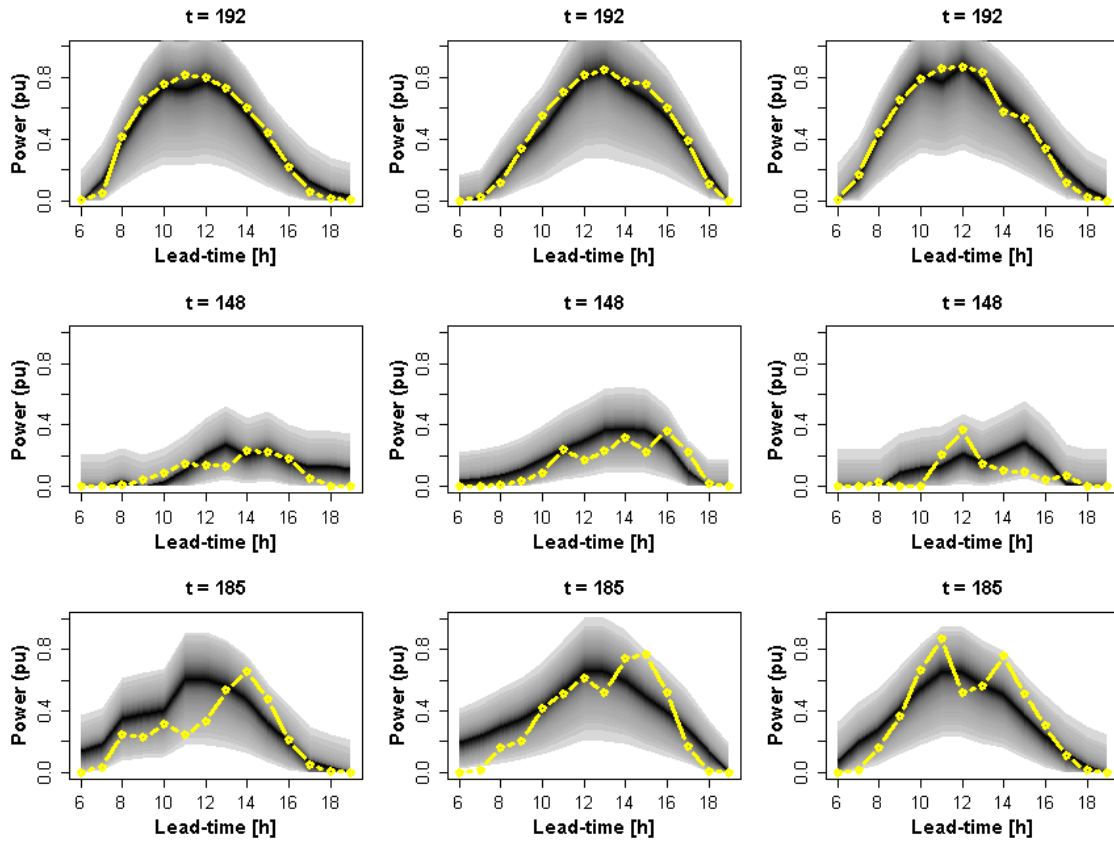 t = 192
t = 192
t = 192
Power (pu)
0.0 0.4 0.8
6 8 10 12 14 16 18
Lead-time [h]
Power (pu)
0.0 0.4 0.8
6 8 10 12 14 16 18
Lead-time [h]
Power (pu)
0.0 0.4 0.8
6 8 10 12 14 16 18
Lead-time [h]
t = 148
t = 148
t = 148
Power (pu)
0.0 0.4 0.8
6 8 10 12 14 16 18
Lead-time [h]
Power (pu)
0.0 0.4 0.8
6 8 10 12 14 16 18
Lead-time [h]
Power (pu)
0.0 0.4 0.8
6 8 10 12 14 16 18
Lead-time [h]
t = 185
t = 185
t = 185
Power (pu)
0.0 0.4 0.8
6 8 10 12 14 16 18
Lead-time [h]
Power (pu)
0.0 0.4 0.8
6 8 10 12 14 16 18
Lead-time [h]
Power (pu)
0.0 0.4 0.8
6 8 10 12 14 16 18
Lead-time [h]